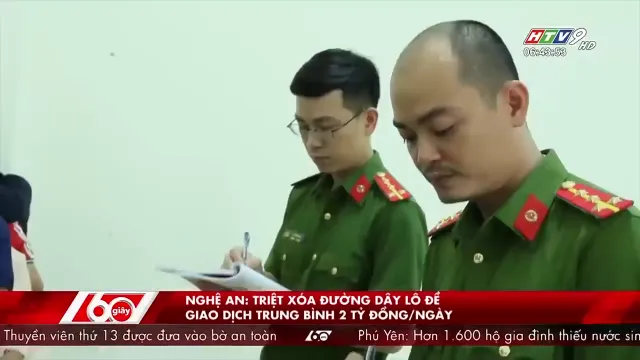 HTV9 HD
06:43:53
60 giây
NGHỆ AN: TRIỆT XÓA ĐƯỜNG DÂY LÔ ĐỀ
GIAO DỊCH TRUNG BÌNH 2 TỶ ĐỒNG/NGÀY
Thuyền viên thứ 13 được đưa vào bờ an toàn 60 Phú Yên: Hơn 1.600 hộ gia đình thiếu nước sin